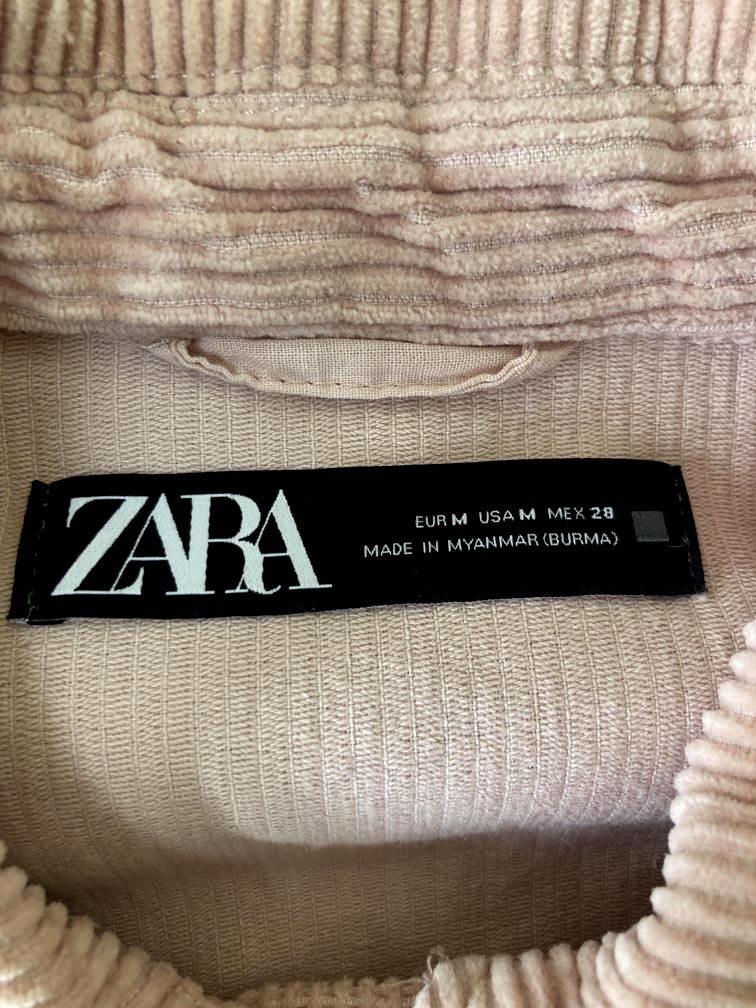 ZARA
EUR M USA M MEX 28
MADE IN MYANMAR (BURMA)